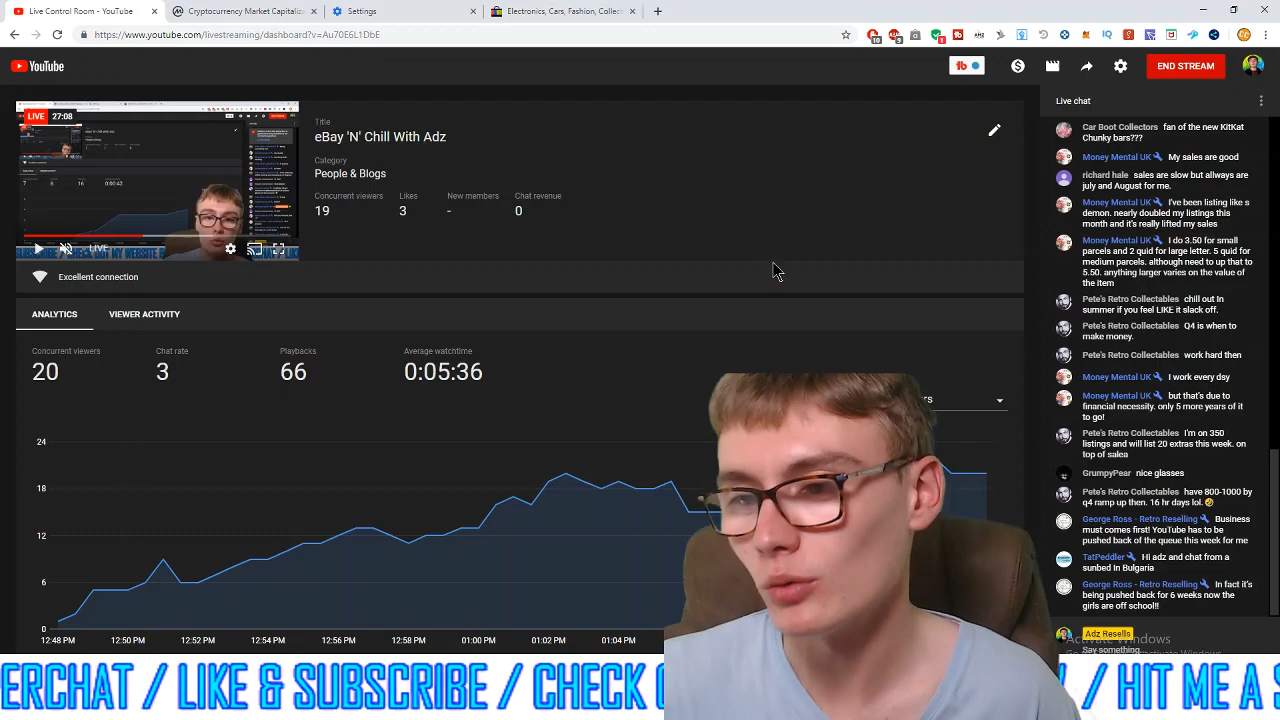 Live Control Room - YouTube
Cryptocurrency Market Capitaliz
Settings
Electronics, Cars, Fashion, Collect
https://www.youtube.com/livestreaming/dashboard?v=Au70E6L1DbE
10
9
1
YouTube
END STREAM
LIVE 27:08
LIVE
Title
eBay 'N' Chill With Adz
Category
People & Blogs
Concurrent viewers Likes New members Chat revenue
19 3 - 0
Excellent connection
ANALYTICS VIEWER ACTIVITY
Concurrent viewers Chat rate Playbacks Average watchtime
20 3 66 0:05:36
24
18
12
6
0
12:48 PM 12:50 PM 12:52 PM 12:54 PM 12:56 PM 12:58 PM 01:00 PM 01:02 PM 01:04 PM
Live chat
Car Boot Collectors fan of the new KitKat
Chunky bars???
Money Mental UK My sales are good
richard hale sales are slow but allways are
july and August for me.
Money Mental UK I've been listing like s
demon. nearly doubled my listings this
month and it's really lifted my sales
Money Mental UK I do 3.50 for small
parcels and 2 quid for large letter. 5 quid for
medium parcels. although need to up that to
5.50. anything larger varies on the value of
the item
Pete's Retro Collectables chill out In
summer if you feel LIKE it slack off.
Pete's Retro Collectables Q4 is when to
make money.
Pete's Retro Collectables work hard then
Money Mental UK I work every dsy
Money Mental UK but that's due to
financial necessity. only 5 more years of it
to go!
Pete's Retro Collectables I'm on 350
listings and will list 20 extras this week. on
top of salea
GrumpyPear nice glasses
Pete's Retro Collectables have 800-1000 by
q4 ramp up then. 16 hr days lol. 🤣
George Ross - Retro Reselling Business
must comes first! YouTube has to be
pushed back of the queue this week for me
TatPeddler Hi adz and chat from a
sunbed in Bulgaria
George Ross - Retro Reselling In fact it's
being pushed back for 6 weeks now the
girls are off school!!
Adz Resells
Activate Windows
Say something...
ERCHAT / LIKE & SUBSCRIBE / CHECK / HIT ME A S